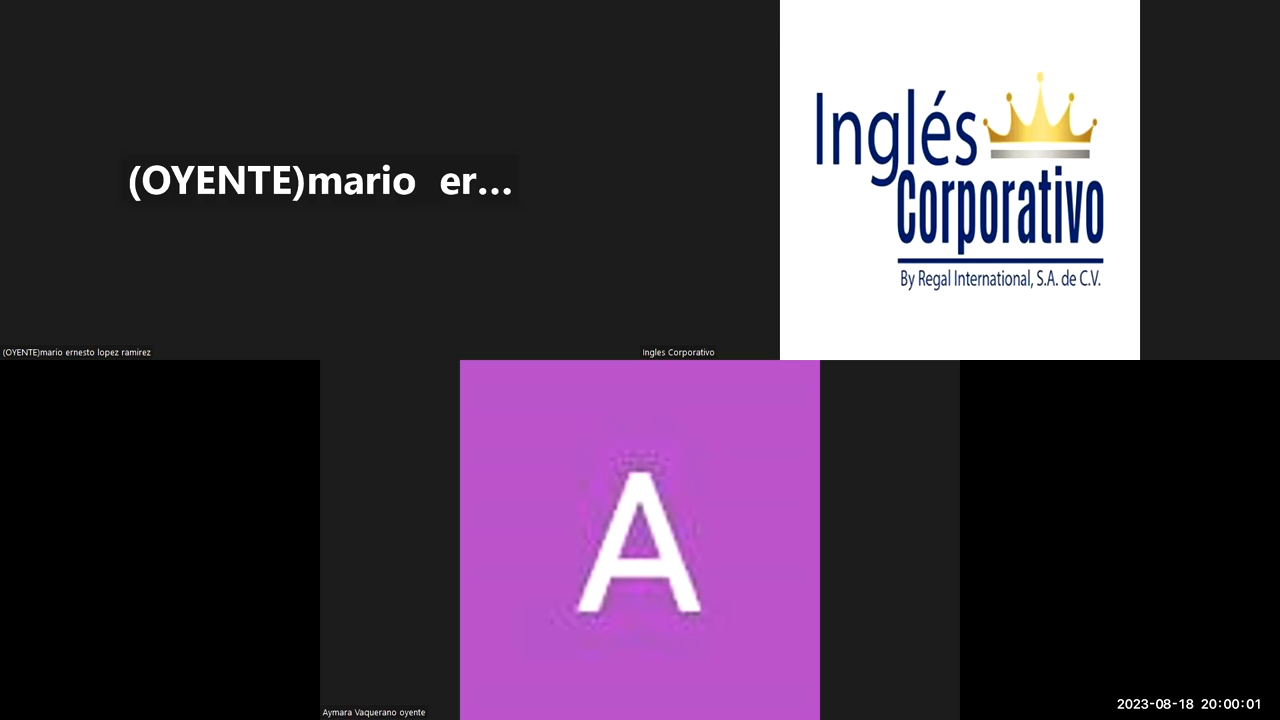 (OYENTE)mario er...
Inglés
Corporativo
By Regal International, S.A. de C.V.
(OYENTE)mario ernesto lopez ramirez
Ingles Corporativo
A
Aymara Vaquerano oyente
2023-08-18 20:00:01